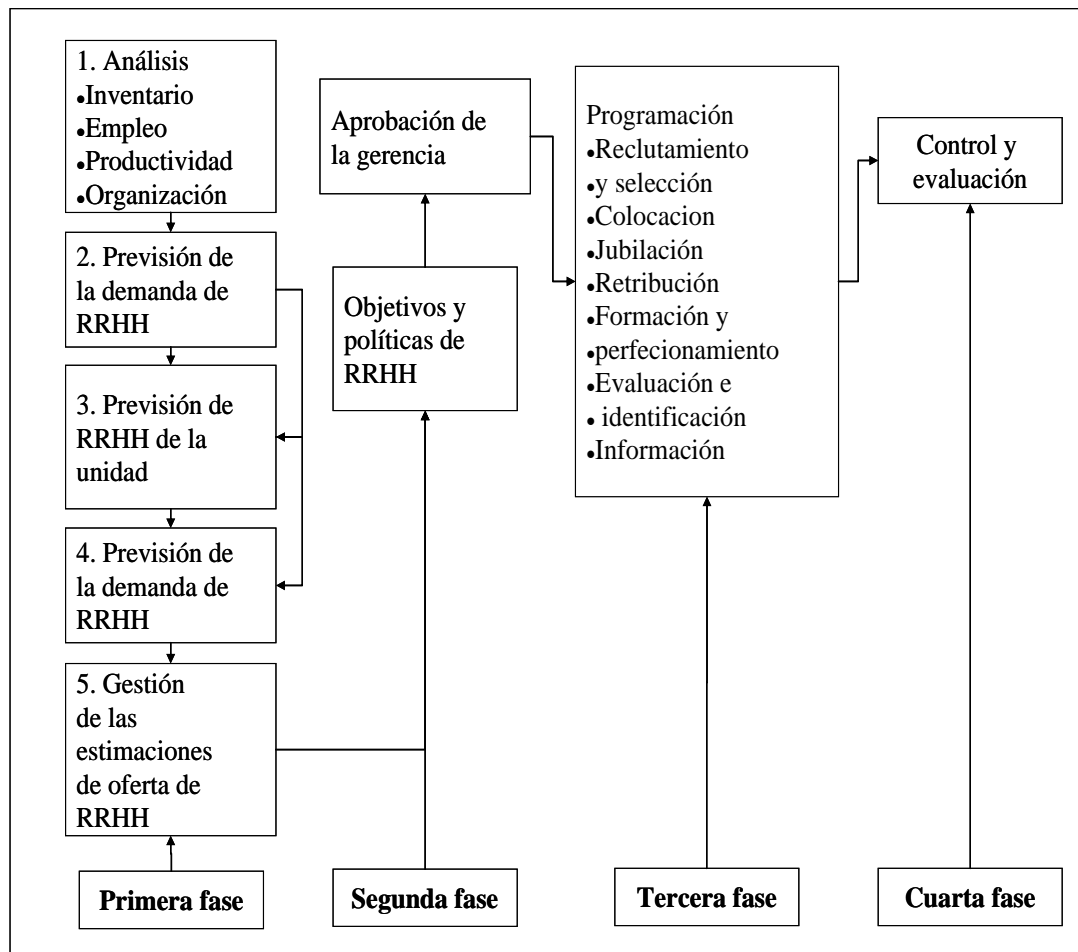 1. Análisis
•Inventario
•Empleo
•Productividad
•Organización
2. Previsión de
la demanda de
RRHH
3. Previsión de
RRHH de la
unidad
4. Previsión de
la demanda de
RRHH
5. Gestión
de las
estimaciones
de oferta de
RRHH
Primera fase
Aprobación de
la gerencia
Objetivos y
políticas de
RRHH
Segunda fase
Programación
•Reclutamiento
•y selección
•Colocacion
•Jubilación
•Retribución
•Formación y
•perfecionamiento
•Evaluación e
• identificación
•Información
Tercera fase
Control y
evaluación
Cuarta fase